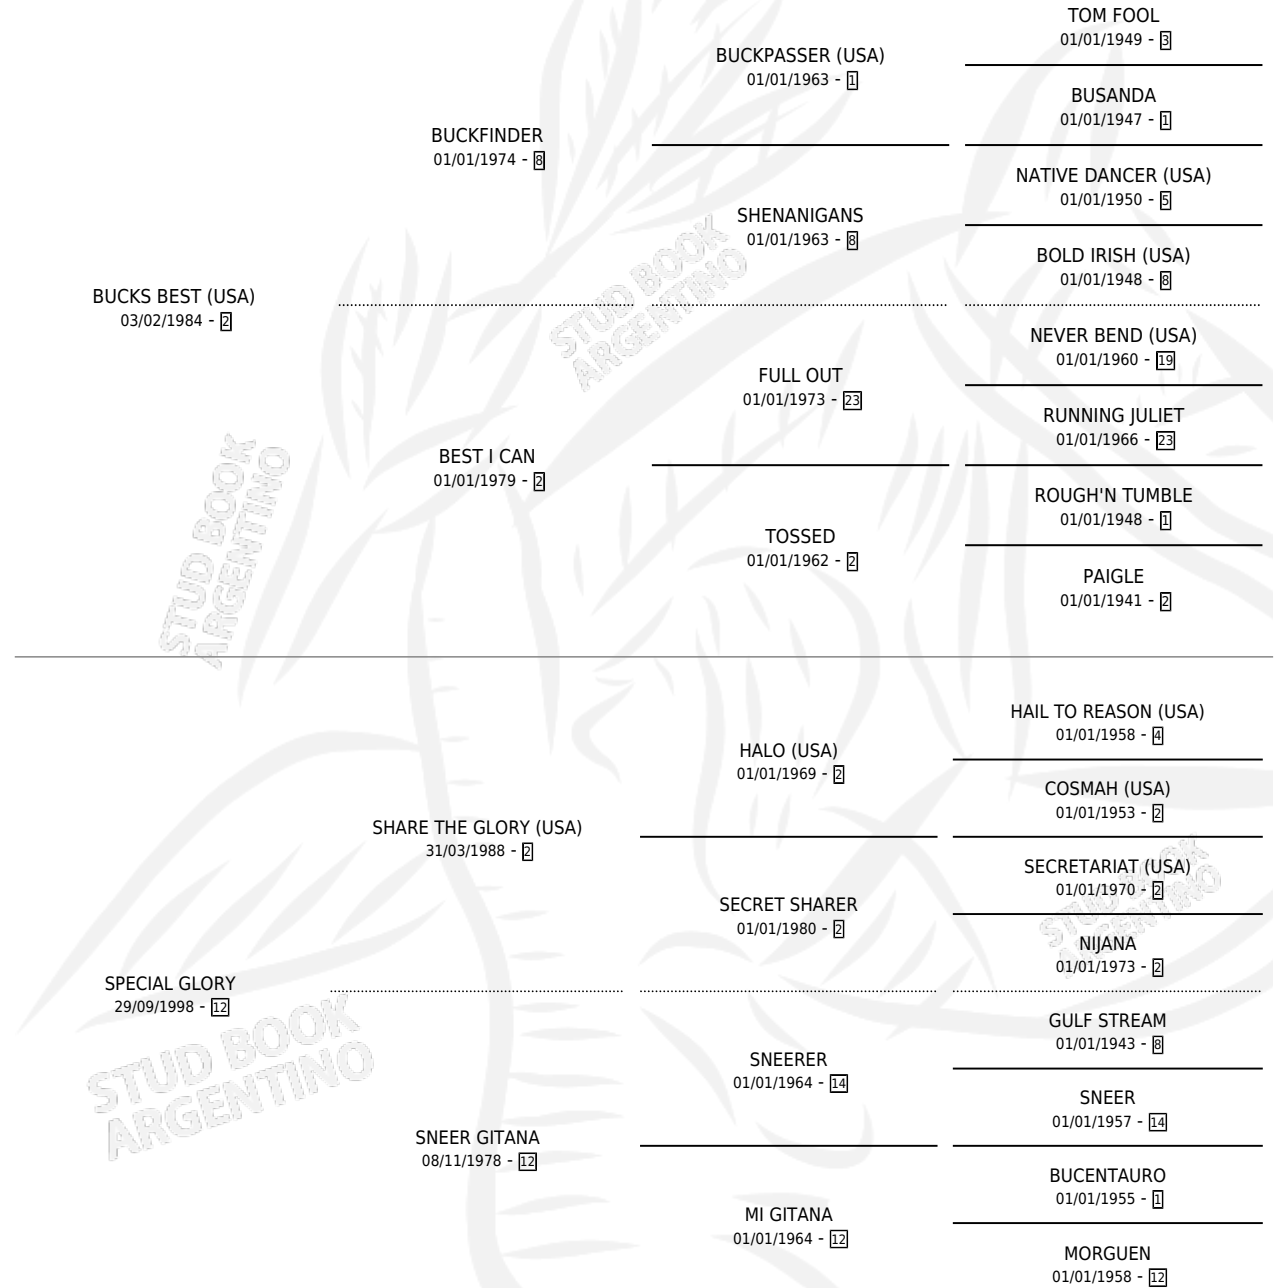 TOM FOOL
01/01/1949 - 3
BUCKPASSER (USA)
01/01/1963 - 1
BUSANDA
01/01/1947 - 1
BUCKFINDER
01/01/1974 - 8
NATIVE DANCER (USA)
01/01/1950 - 5
SHENANIGANS
01/01/1963 - 8
BOLD IRISH (USA)
01/01/1948 - 8
BUCKS BEST (USA)
03/02/1984 - 2
STUD BOOK
ARGENTINO
NEVER BEND (USA)
01/01/1960 - 19
FULL OUT
01/01/1973 - 23
RUNNING JULIET
01/01/1966 - 23
BEST I CAN
01/01/1979 - 2
ROUGH'N TUMBLE
01/01/1948 - 1
TOSSED
01/01/1962 - 2
PAIGLE
01/01/1941 - 2
STUD BOOK
ARGENTINO
HAIL TO REASON (USA)
01/01/1958 - 4
HALO (USA)
01/01/1969 - 2
COSMAH (USA)
01/01/1953 - 2
SHARE THE GLORY (USA)
31/03/1988 - 2
SECRETARIAT (USA)
01/01/1970 - 2
SECRET SHARER
01/01/1980 - 2
STUD BOOK
ARGENTINO
NIJANA
01/01/1973 - 2
SPECIAL GLORY
29/09/1998 - 12
GULF STREAM
01/01/1943 - 8
SNEERER
01/01/1964 - 14
STUD BOOK
ARGENTINO
SNEER
01/01/1957 - 14
SNEER GITANA
08/11/1978 - 12
BUCENTAURO
01/01/1955 - 1
MI GITANA
01/01/1964 - 12
MORGUEN
01/01/1958 - 12